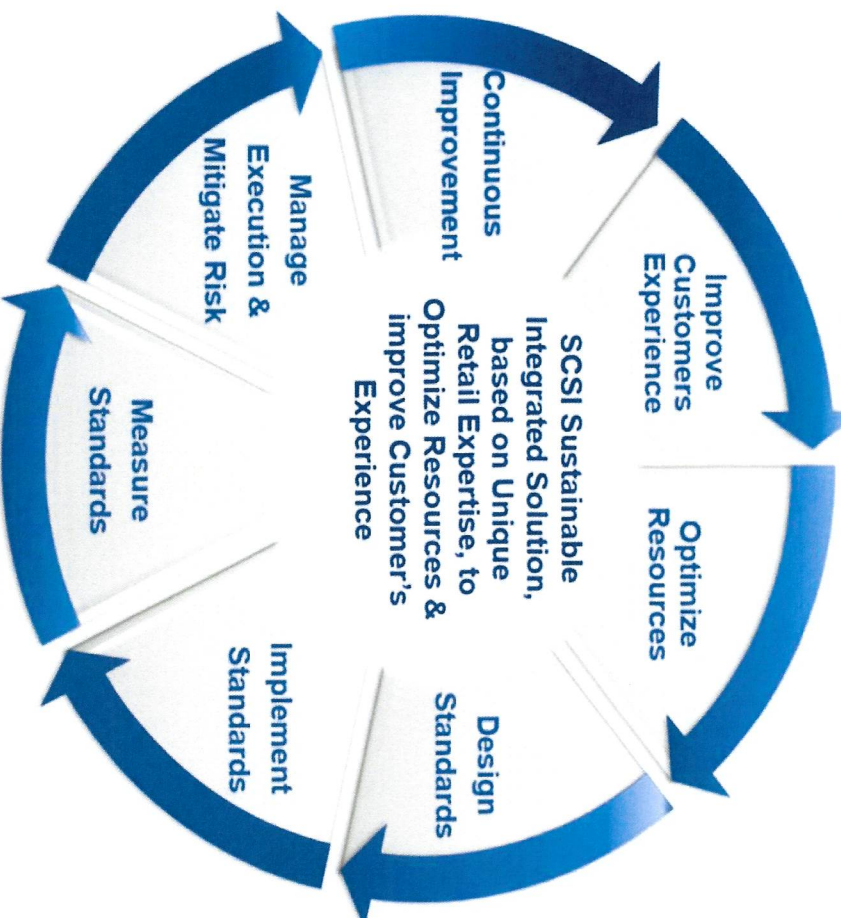 SCSI Sustainable
Integrated Solution,
based on Unique
Retail Expertise, to
Optimize Resources &
improve Customer's
Experience
Improve
Customers
Experience
Optimize
Resources
Design
Standards
Implement
Standards
Measure
Standards
Manage
Execution &
Mitigate Risk
Continuous
Improvement